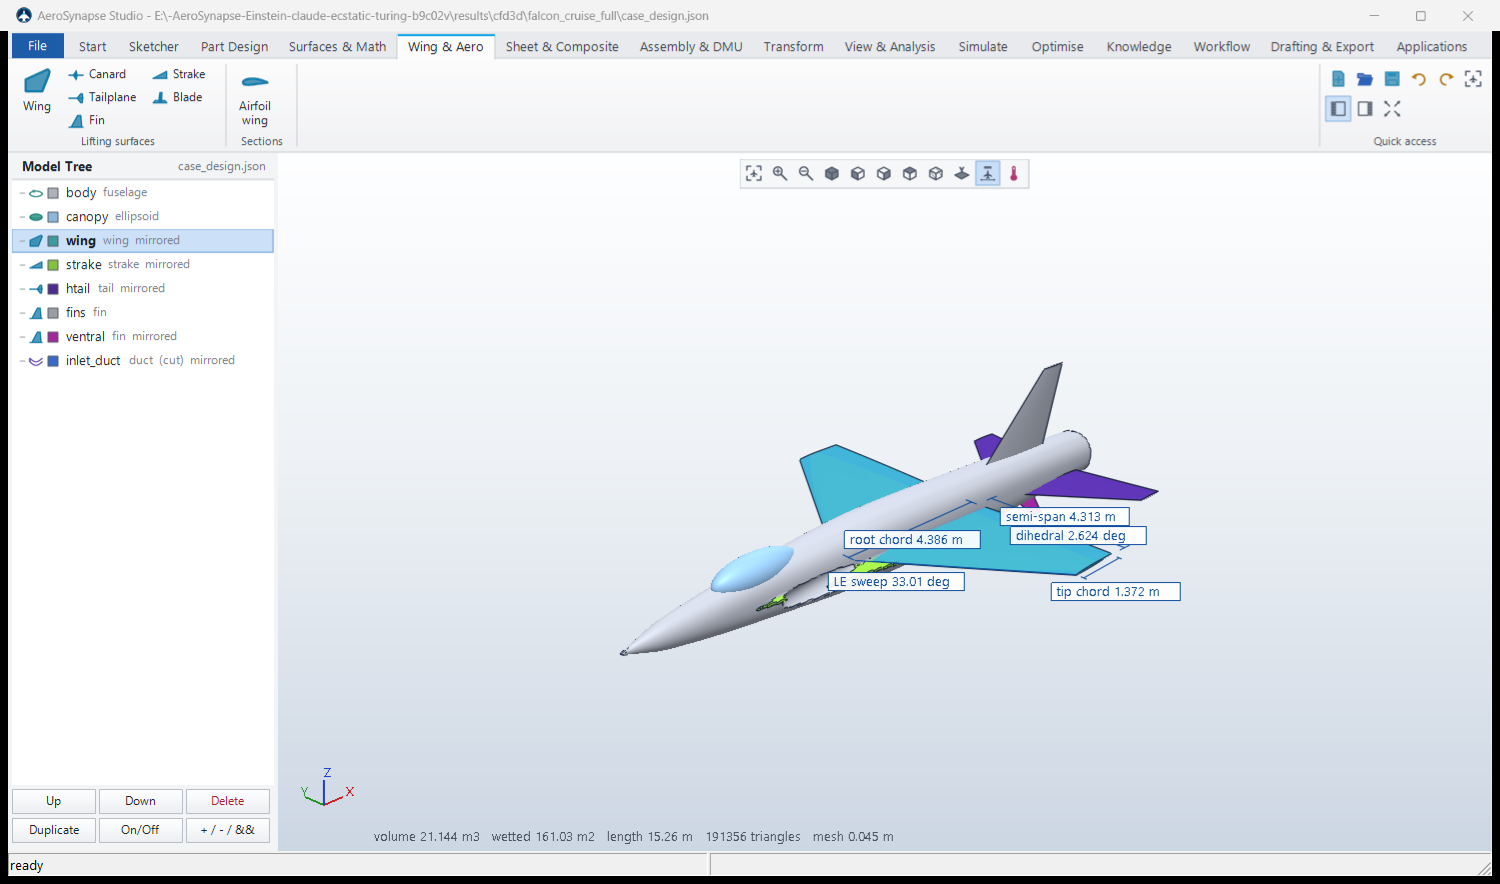 AeroSynapse Studio - E:\-AeroSynapse-Einstein-claude-ecstatic-turing-b9c02v\results\cfd3d\falcon_cruise_full\case_design.json
File Start Sketcher Part Design Surfaces & Math Wing & Aero Sheet & Composite Assembly & DMU Transform View & Analysis Simulate Optimise Knowledge Workflow Drafting & Export Applications
Wing
Canard
Strake
Tailplane
Blade
Fin
Lifting surfaces
Airfoil
wing
Sections
Quick access
Model Tree case_design.json
body fuselage
canopy ellipsoid
wing wing mirrored
strake strake mirrored
htail tail mirrored
fins fin
ventral fin mirrored
inlet_duct duct (cut) mirrored
semi-span 4.313 m
dihedral 2.624 deg
root chord 4.386 m
LE sweep 33.01 deg
tip chord 1.372 m
Z
Y
X
Up Down Delete
Duplicate On/Off + / - / &&
volume 21.144 m3 wetted 161.03 m2 length 15.26 m 191356 triangles mesh 0.045 m
ready